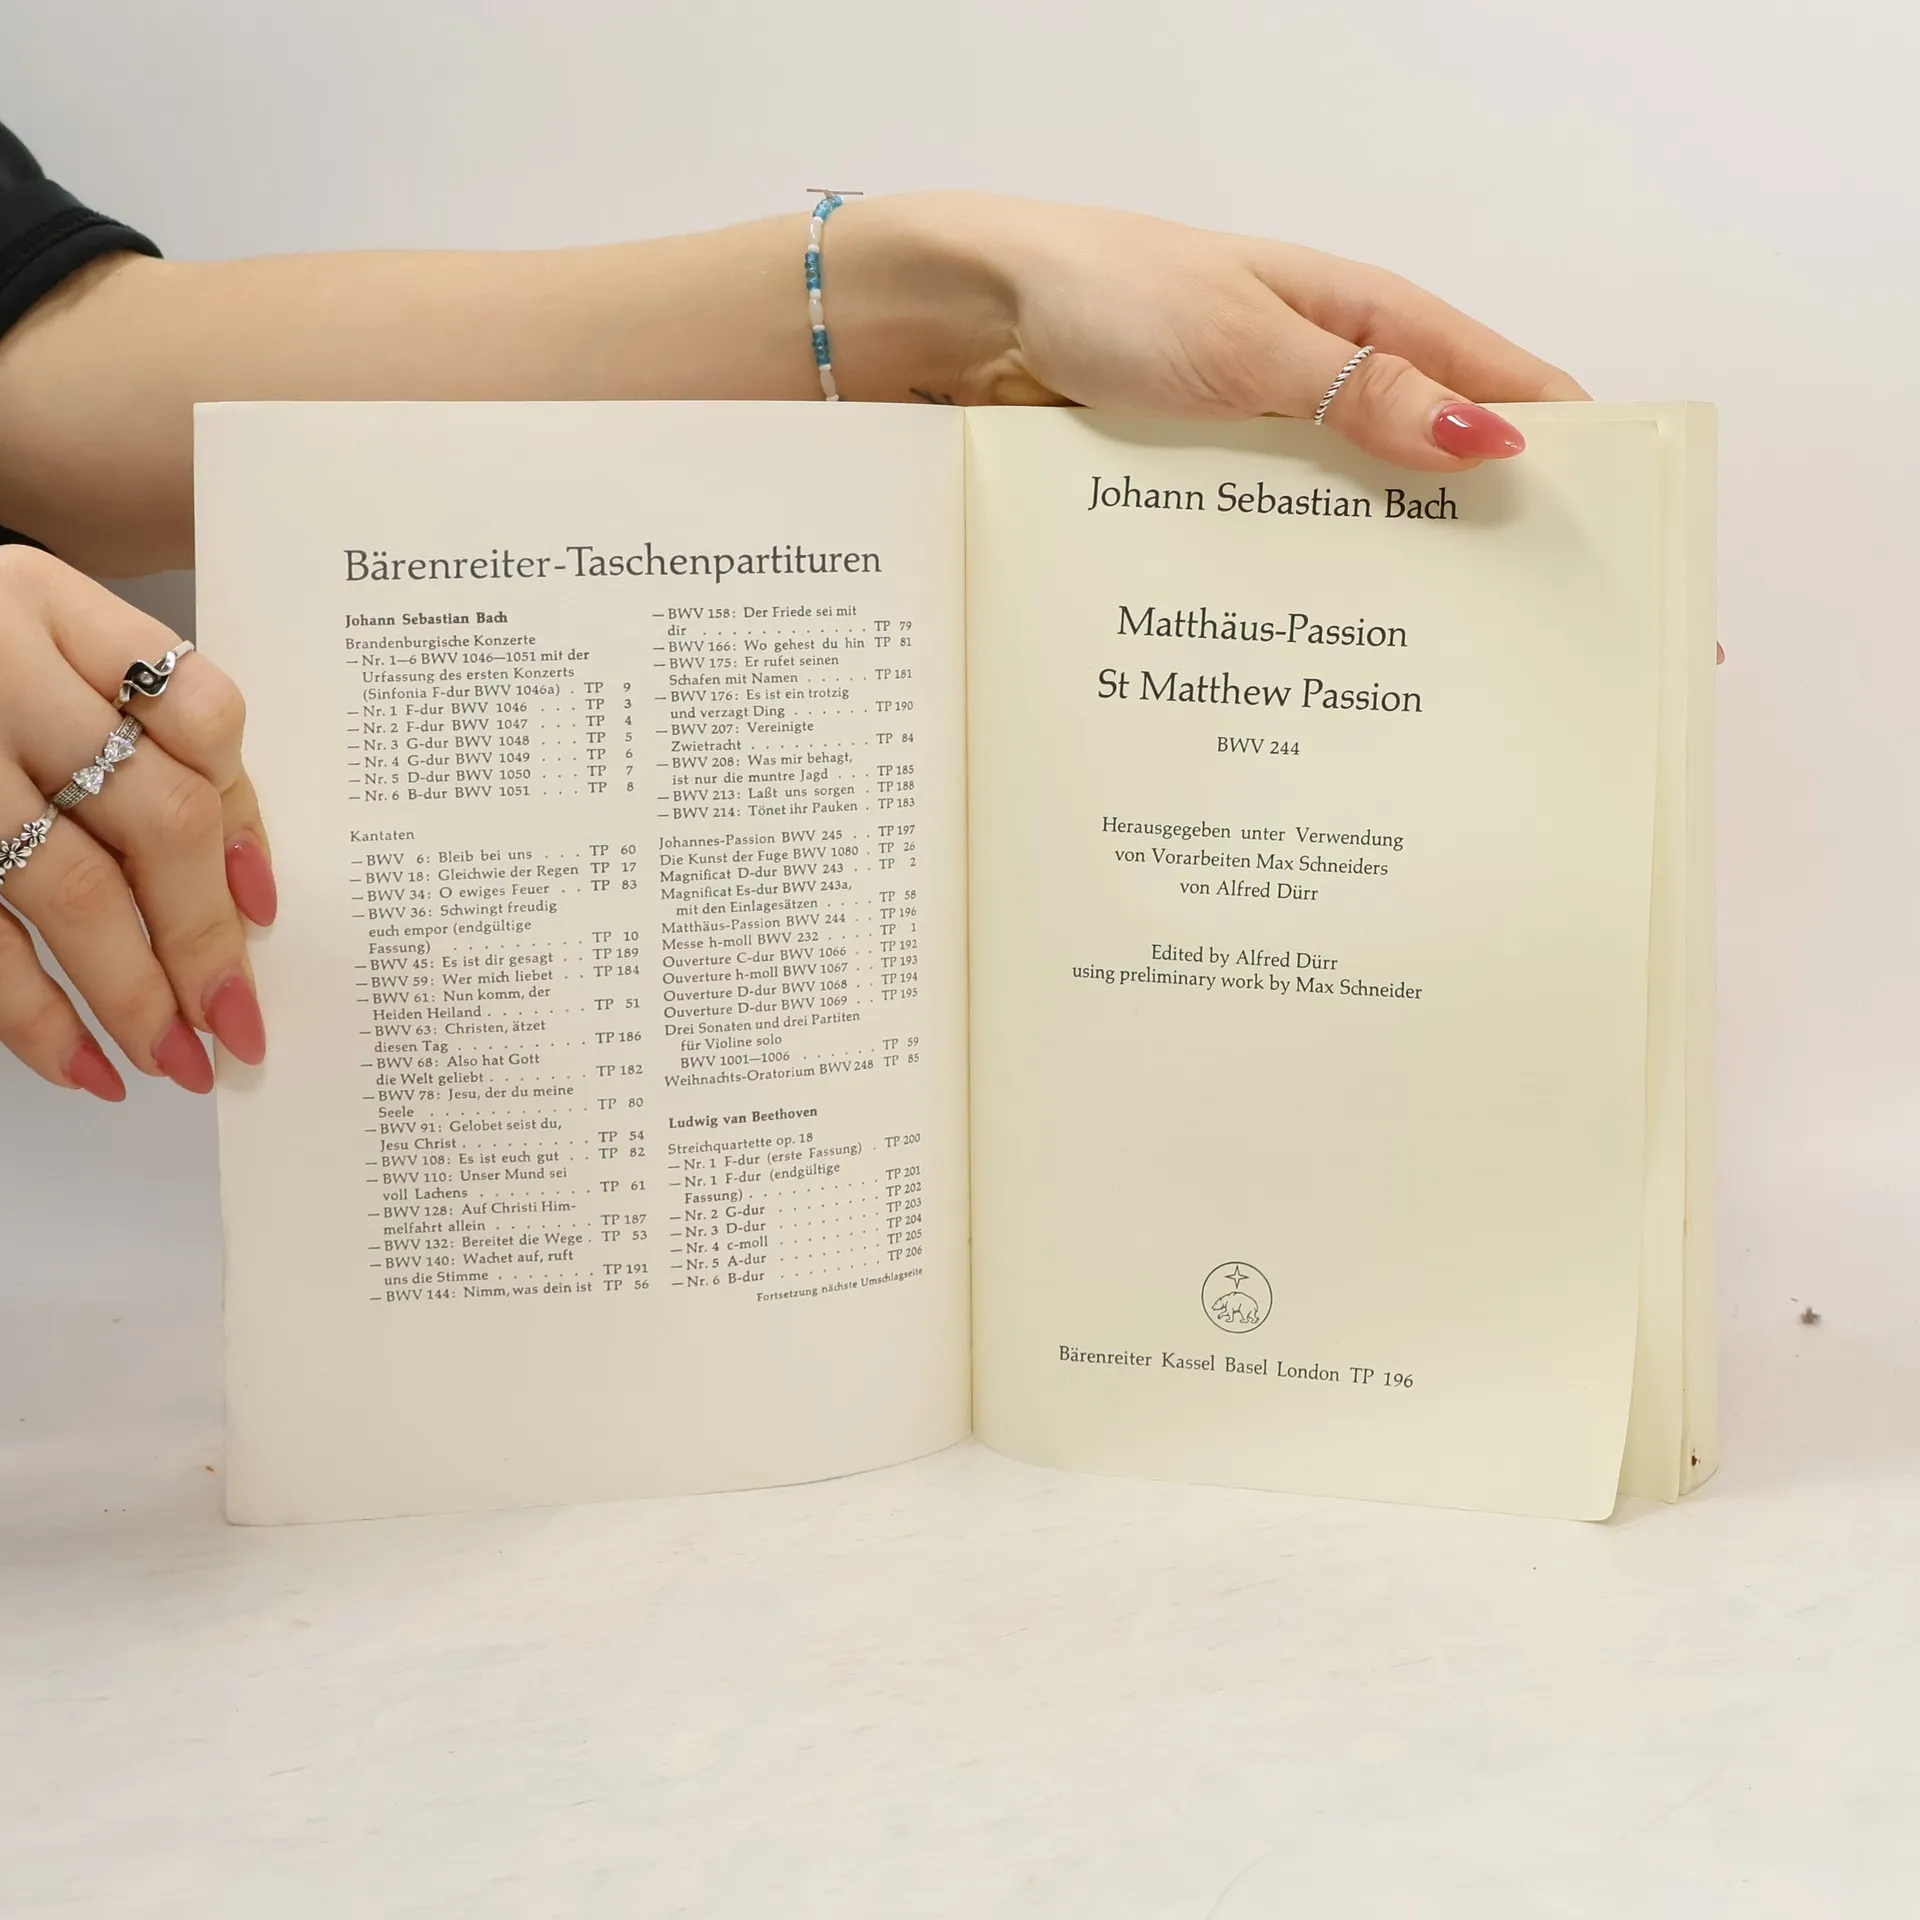 Bärenreiter-Taschenpartituren
Johann Sebastian Bach
Brandenburgische Konzerte
— Nr. 1—6 BWV 1046—1051 mit der
Urfassung des ersten Konzerts
(Sinfonia F-dur BWV 1046a) . TP 9
— Nr. 1 F-dur BWV 1046 . . . TP 3
— Nr. 2 F-dur BWV 1047 . . . TP 4
— Nr. 3 G-dur BWV 1048 . . . TP 5
— Nr. 4 G-dur BWV 1049 . . . TP 6
— Nr. 5 D-dur BWV 1050 . . . TP 7
— Nr. 6 B-dur BWV 1051 . . . TP 8
Kantaten
— BWV 6: Bleib bei uns . . . TP 60
— BWV 18: Gleichwie der Regen TP 17
— BWV 34: O ewiges Feuer . . TP 83
— BWV 36: Schwingt freudig
euch empor (endgültige
Fassung) . . . . . . . . . TP 10
— BWV 45: Es ist dir gesagt . . TP 189
— BWV 59: Wer mich liebet . . TP 184
— BWV 61: Nun komm, der
Heiden Heiland . . . . . . . TP 51
— BWV 63: Christen, ätzet
diesen Tag . . . . . . . . . TP 186
— BWV 68: Also hat Gott
die Welt geliebt . . . . . . . TP 182
— BWV 78: Jesu, der du meine
Seele . . . . . . . . . . . TP 80
— BWV 91: Gelobet seist du,
Jesu Christ . . . . . . . . . TP 54
— BWV 108: Es ist euch gut . . TP 82
— BWV 110: Unser Mund sei
voll Lachens . . . . . . . . TP 61
— BWV 128: Auf Christi Him-
melfahrt allein . . . . . . . TP 187
— BWV 132: Bereitet die Wege . TP 53
— BWV 140: Wachet auf, ruft
uns die Stimme . . . . . . . TP 191
— BWV 144: Nimm, was dein ist TP 56
— BWV 158: Der Friede sei mit
dir . . . . . . . . . . . . TP 79
— BWV 166: Wo gehest du hin TP 81
— BWV 175: Er rufet seinen
Schafen mit Namen . . . . . TP 181
— BWV 176: Es ist ein trotzig
und verzagt Ding . . . . . . TP 190
— BWV 207: Vereinigte
Zwietracht . . . . . . . . . TP 84
— BWV 208: Was mir behagt,
ist nur die muntre Jagd . . . TP 185
— BWV 213: Laßt uns sorgen . TP 188
— BWV 214: Tönet ihr Pauken . TP 183
Johannes-Passion BWV 245 . . TP 197
Die Kunst der Fuge BWV 1080 . TP 26
Magnificat D-dur BWV 243 . . TP 2
Magnificat Es-dur BWV 243a,
mit den Einlagesätzen . . . . TP 58
Matthäus-Passion BWV 244 . . TP 196
Messe h-moll BWV 232 . . . . TP 1
Ouverture C-dur BWV 1066 . . TP 192
Ouverture h-moll BWV 1067 . . TP 193
Ouverture D-dur BWV 1068 . . TP 194
Ouverture D-dur BWV 1069 . . TP 195
Drei Sonaten und drei Partiten
für Violine solo
BWV 1001—1006 . . . . . . TP 59
Weihnachts-Oratorium BWV 248 TP 85
Ludwig van Beethoven
Streichquartette op. 18
— Nr. 1 F-dur (erste Fassung) . TP 200
— Nr. 1 F-dur (endgültige
Fassung) . . . . . . . . . . TP 201
— Nr. 2 G-dur . . . . . . . . TP 202
— Nr. 3 D-dur . . . . . . . . TP 203
— Nr. 4 c-moll . . . . . . . . TP 204
— Nr. 5 A-dur . . . . . . . . TP 205
— Nr. 6 B-dur . . . . . . . . TP 206
Fortsetzung nächste Umschlagseite
Johann Sebastian Bach
Matthäus-Passion
St Matthew Passion
BWV 244
Herausgegeben unter Verwendung
von Vorarbeiten Max Schneiders
von Alfred Dürr
Edited by Alfred Dürr
using preliminary work by Max Schneider
Bärenreiter Kassel Basel London TP 196